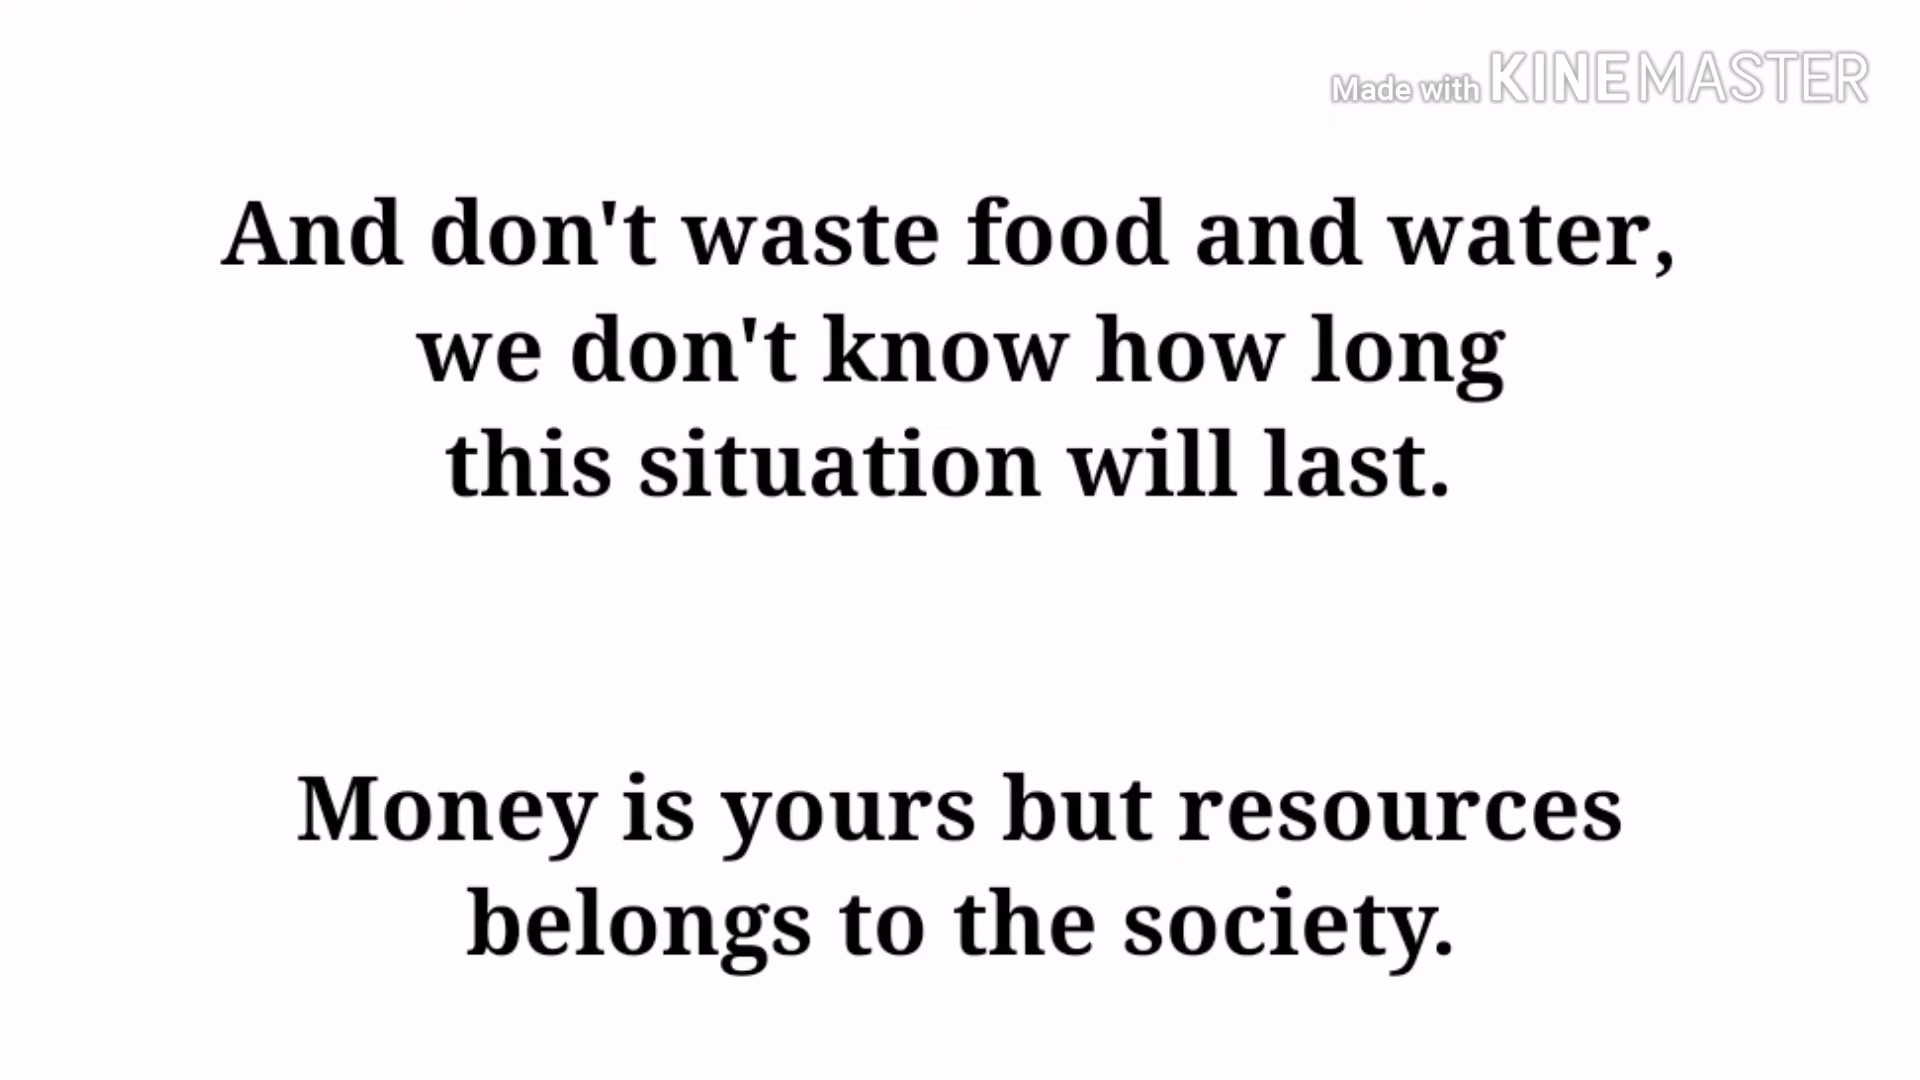 Made with KINEMASTER
And don't waste food and water,
we don't know how long
this situation will last.
Money is yours but resources
belongs to the society.